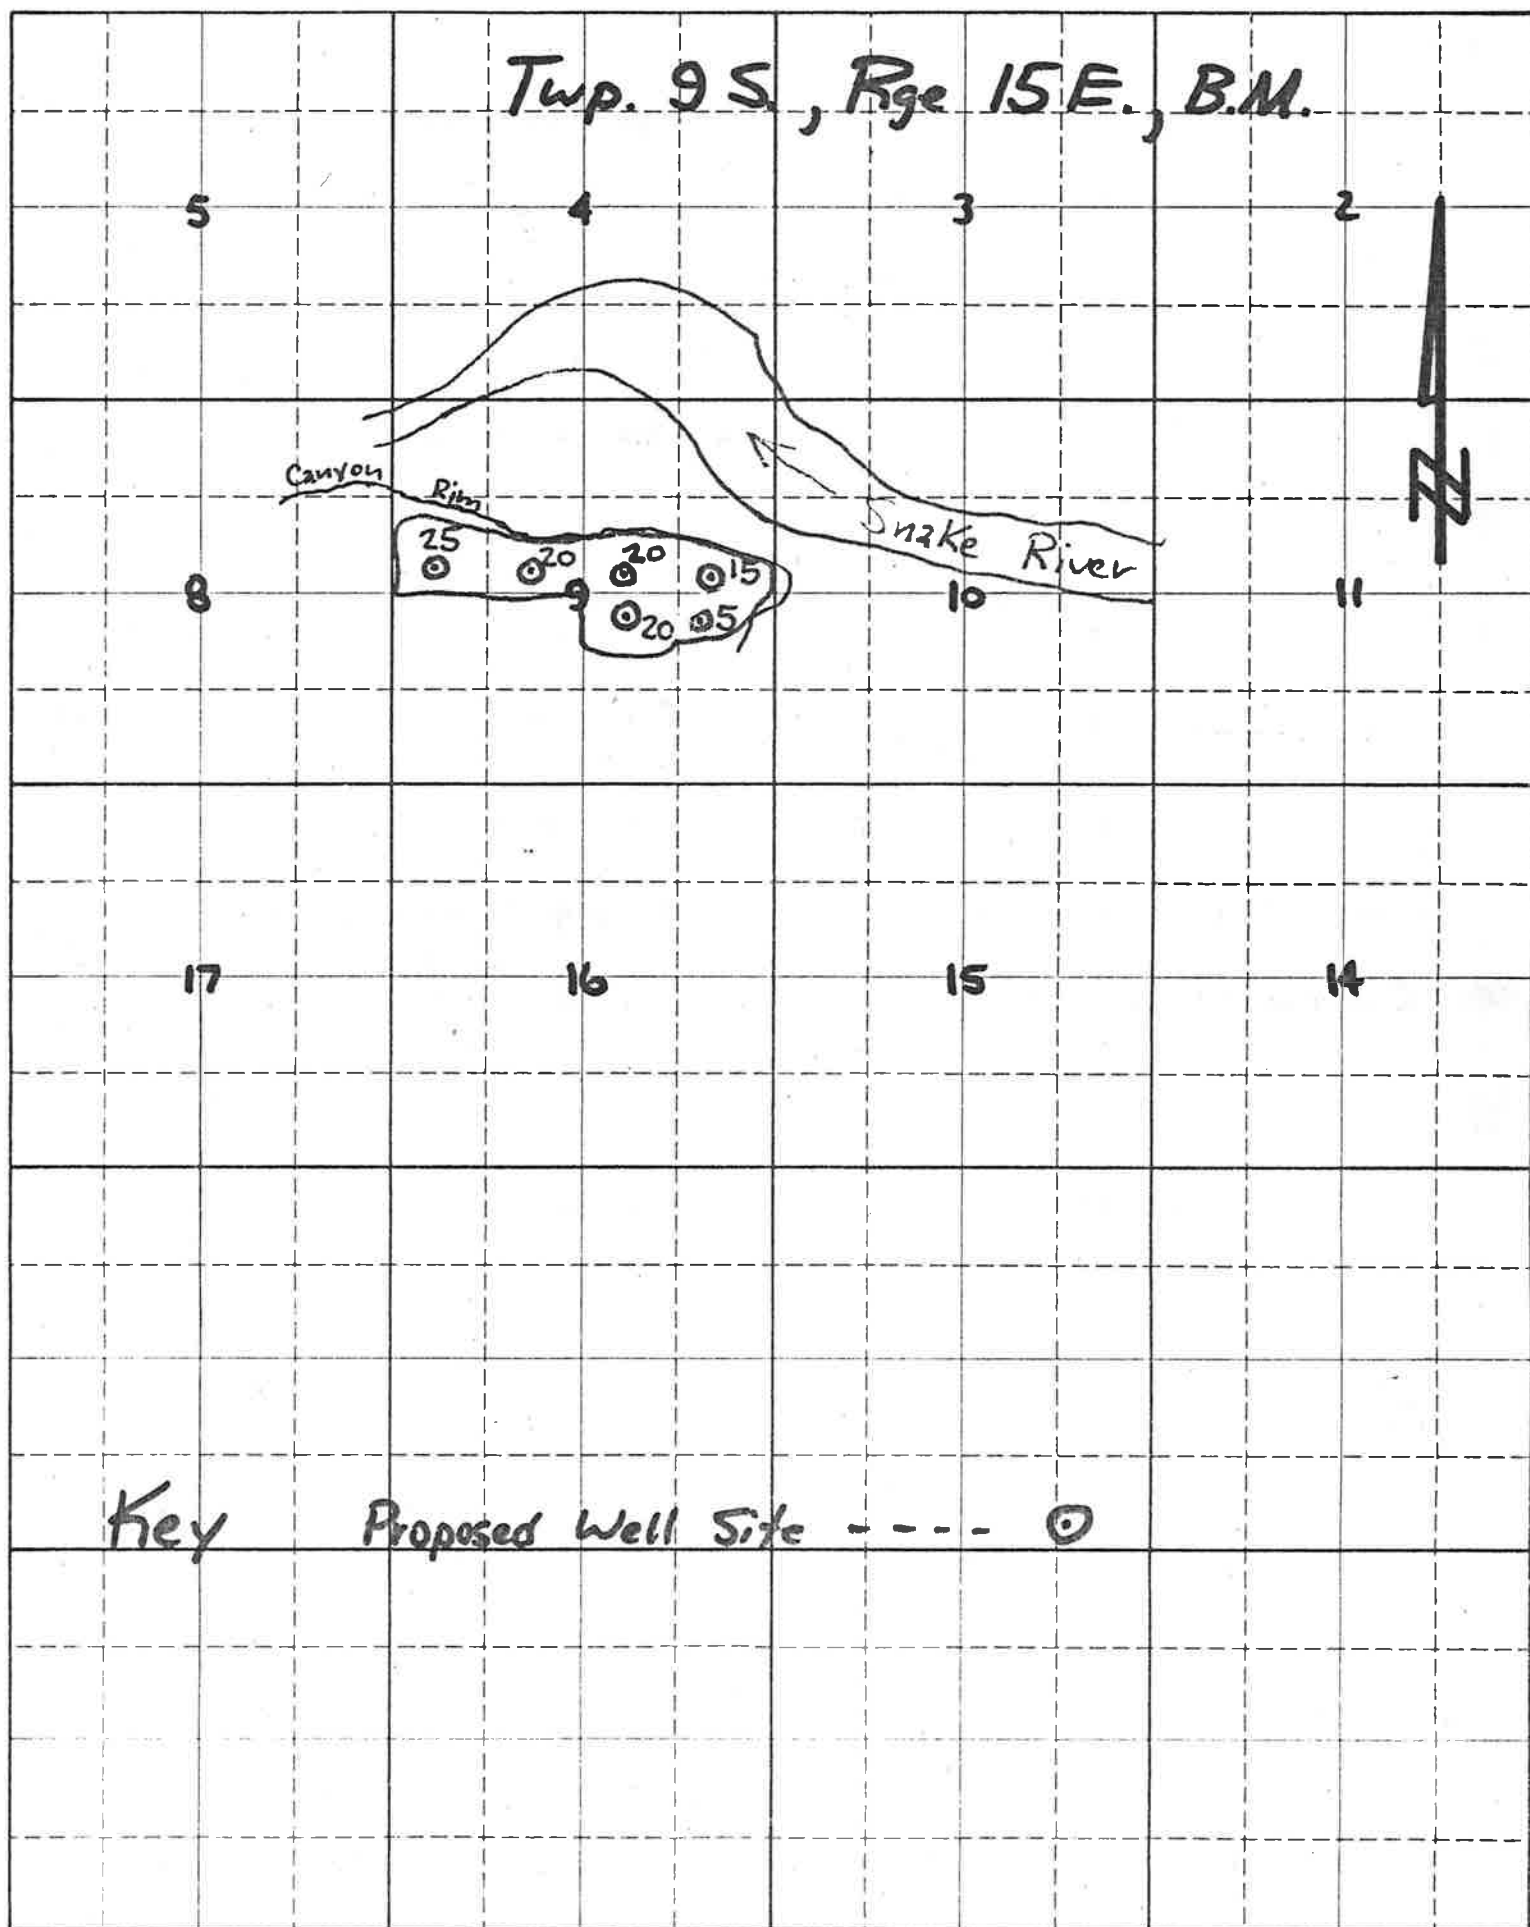 Twp. 9 S., Rge 15 E., B.M.
5 4 3 2
N
Canyon Rim
Snake River
25 20 20 15
8 9 10 11
20 5
17 16 15 14
Key Proposed Well Site ---- ⊙